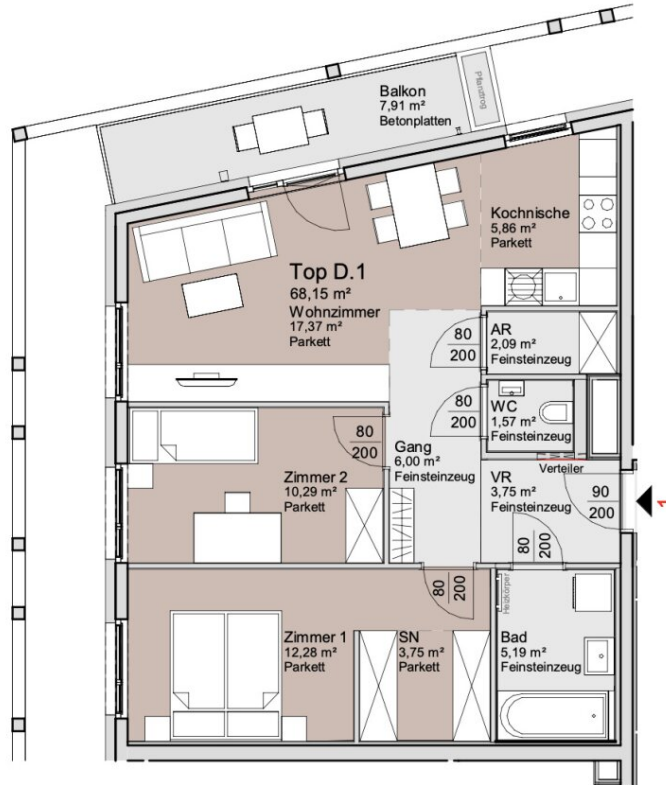 Balkon
7,91 m²
Betonplatten
Pflanztrog
Kochnische
5,86 m²
Parkett
Top D.1
68,15 m²
Wohnzimmer
17,37 m²
Parkett
80
200
AR
2,09 m²
Feinsteinzeug
80
200
WC
1,57 m²
Feinsteinzeug
80
200
Gang
6,00 m²
Feinsteinzeug
Verteiler
Zimmer 2
10,29 m²
Parkett
VR
3,75 m²
Feinsteinzeug
90
200
1
80
200
80
200
Heizkörper
Zimmer 1
12,28 m²
Parkett
SN
3,75 m²
Parkett
Bad
5,19 m²
Feinsteinzeug